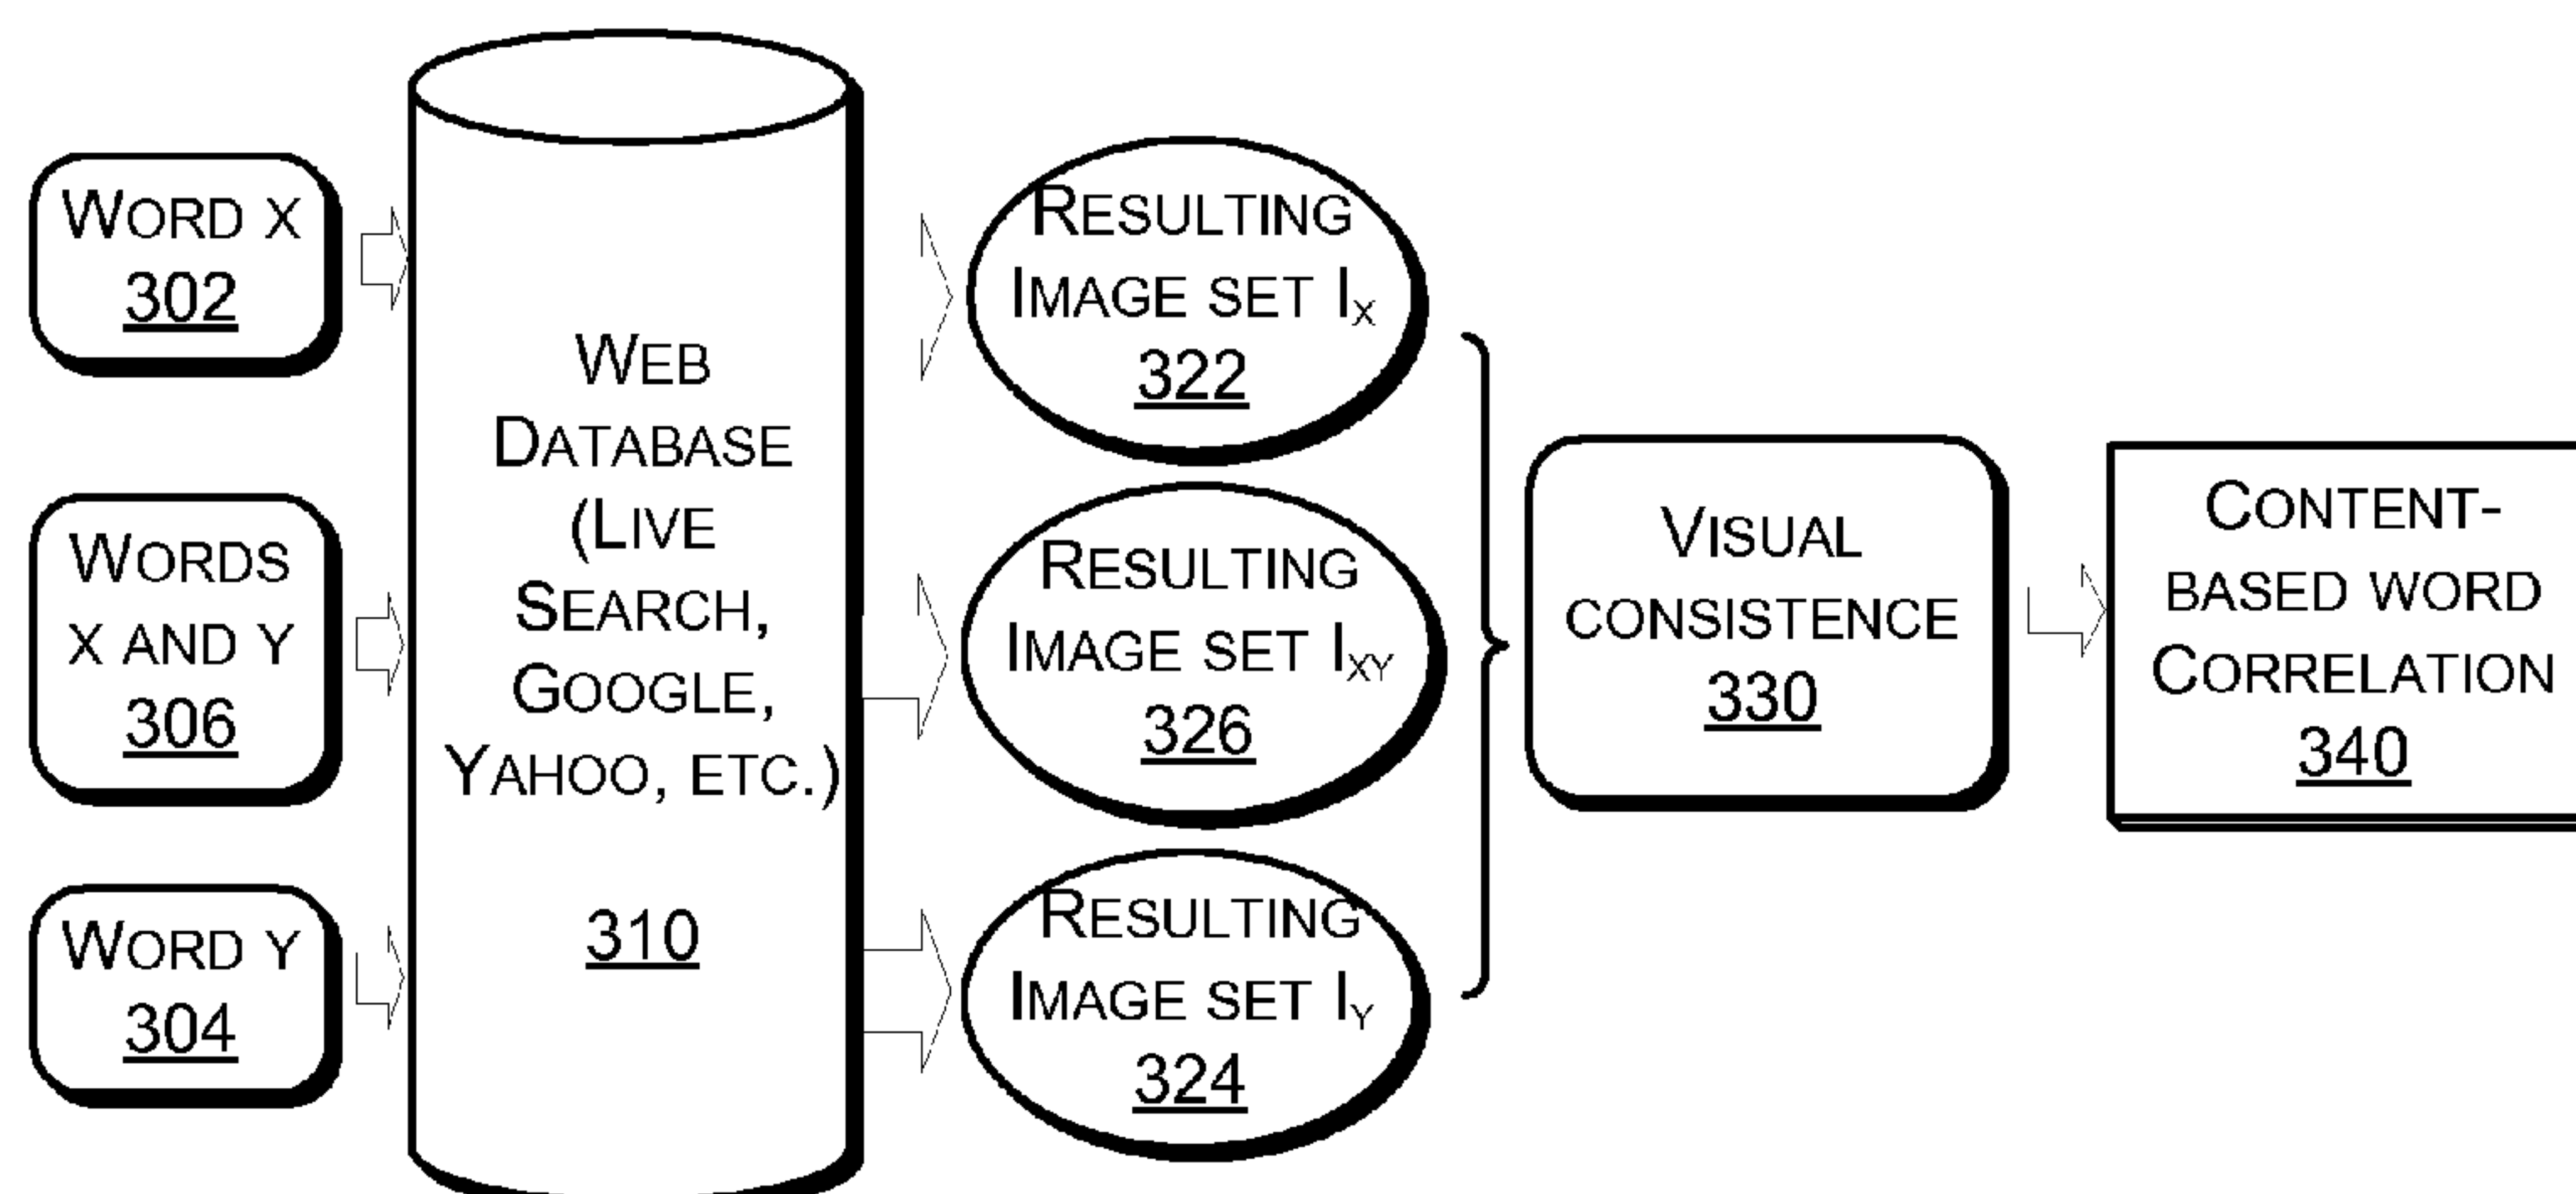 WORD X
302
WORDS
X AND Y
306
WORD Y
304
WEB
DATABASE
(LIVE
SEARCH,
GOOGLE,
YAHOO, ETC.)
310
RESULTING
IMAGE SET IX
322
RESULTING
IMAGE SET IXY
326
RESULTING
IMAGE SET IY
324
VISUAL
CONSISTENCE
330
CONTENT-
BASED WORD
CORRELATION
340